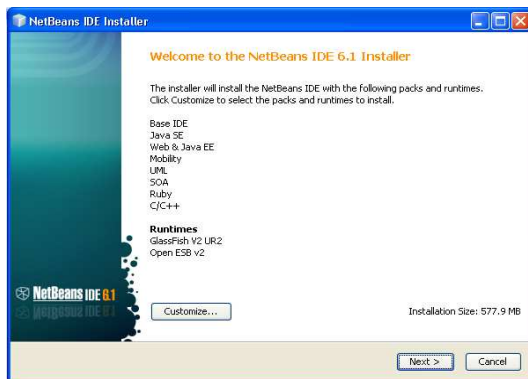 NetBeans IDE Installer
Welcome to the NetBeans IDE 6.1 Installer
The installer will install the NetBeans IDE with the following packs and runtimes.
Click Customize to select the packs and runtimes to install.
Base IDE
Java SE
Web & Java EE
Mobility
UML
SOA
Ruby
C/C++
Runtimes
GlassFish V2 UR2
Open ESB v2
NetBeans IDE 6.1
Customize...
Installation Size: 577.9 MB
Next >
Cancel